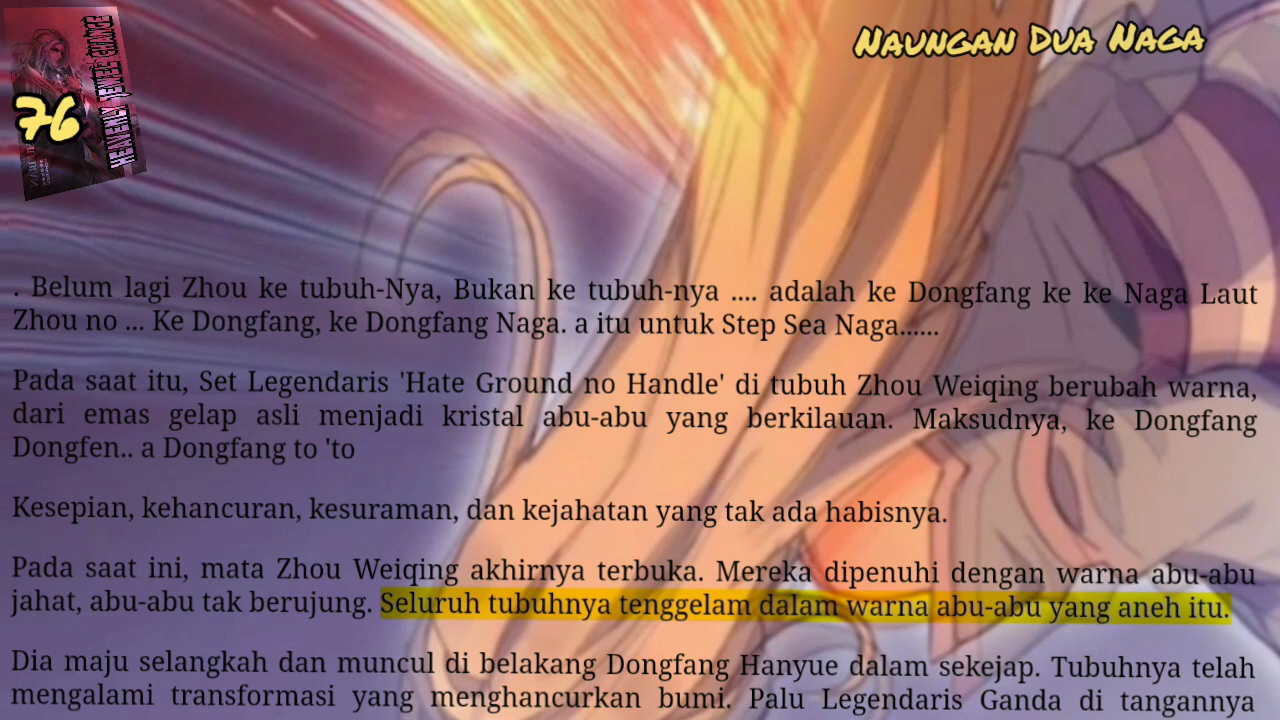 Naungan Dua Naga
76
HEAVENLY JEWEL CHANGE
. Belum lagi Zhou ke tubuh-Nya, Bukan ke tubuh-nya .... adalah ke Dongfang ke ke Naga Laut
Zhou no ... Ke Dongfang, ke Dongfang Naga. a itu untuk Step Sea Naga......
Pada saat itu, Set Legendaris 'Hate Ground no Handle' di tubuh Zhou Weiqing berubah warna,
dari emas gelap asli menjadi kristal abu-abu yang berkilauan. Maksudnya, ke Dongfang
Dongfen.. a Dongfang to 'to
Kesepian, kehancuran, kesuraman, dan kejahatan yang tak ada habisnya.
Pada saat ini, mata Zhou Weiqing akhirnya terbuka. Mereka dipenuhi dengan warna abu-abu
jahat, abu-abu tak berujung. Seluruh tubuhnya tenggelam dalam warna abu-abu yang aneh itu.
Dia maju selangkah dan muncul di belakang Dongfang Hanyue dalam sekejap. Tubuhnya telah
mengalami transformasi yang menghancurkan bumi. Palu Legendaris Ganda di tangannya